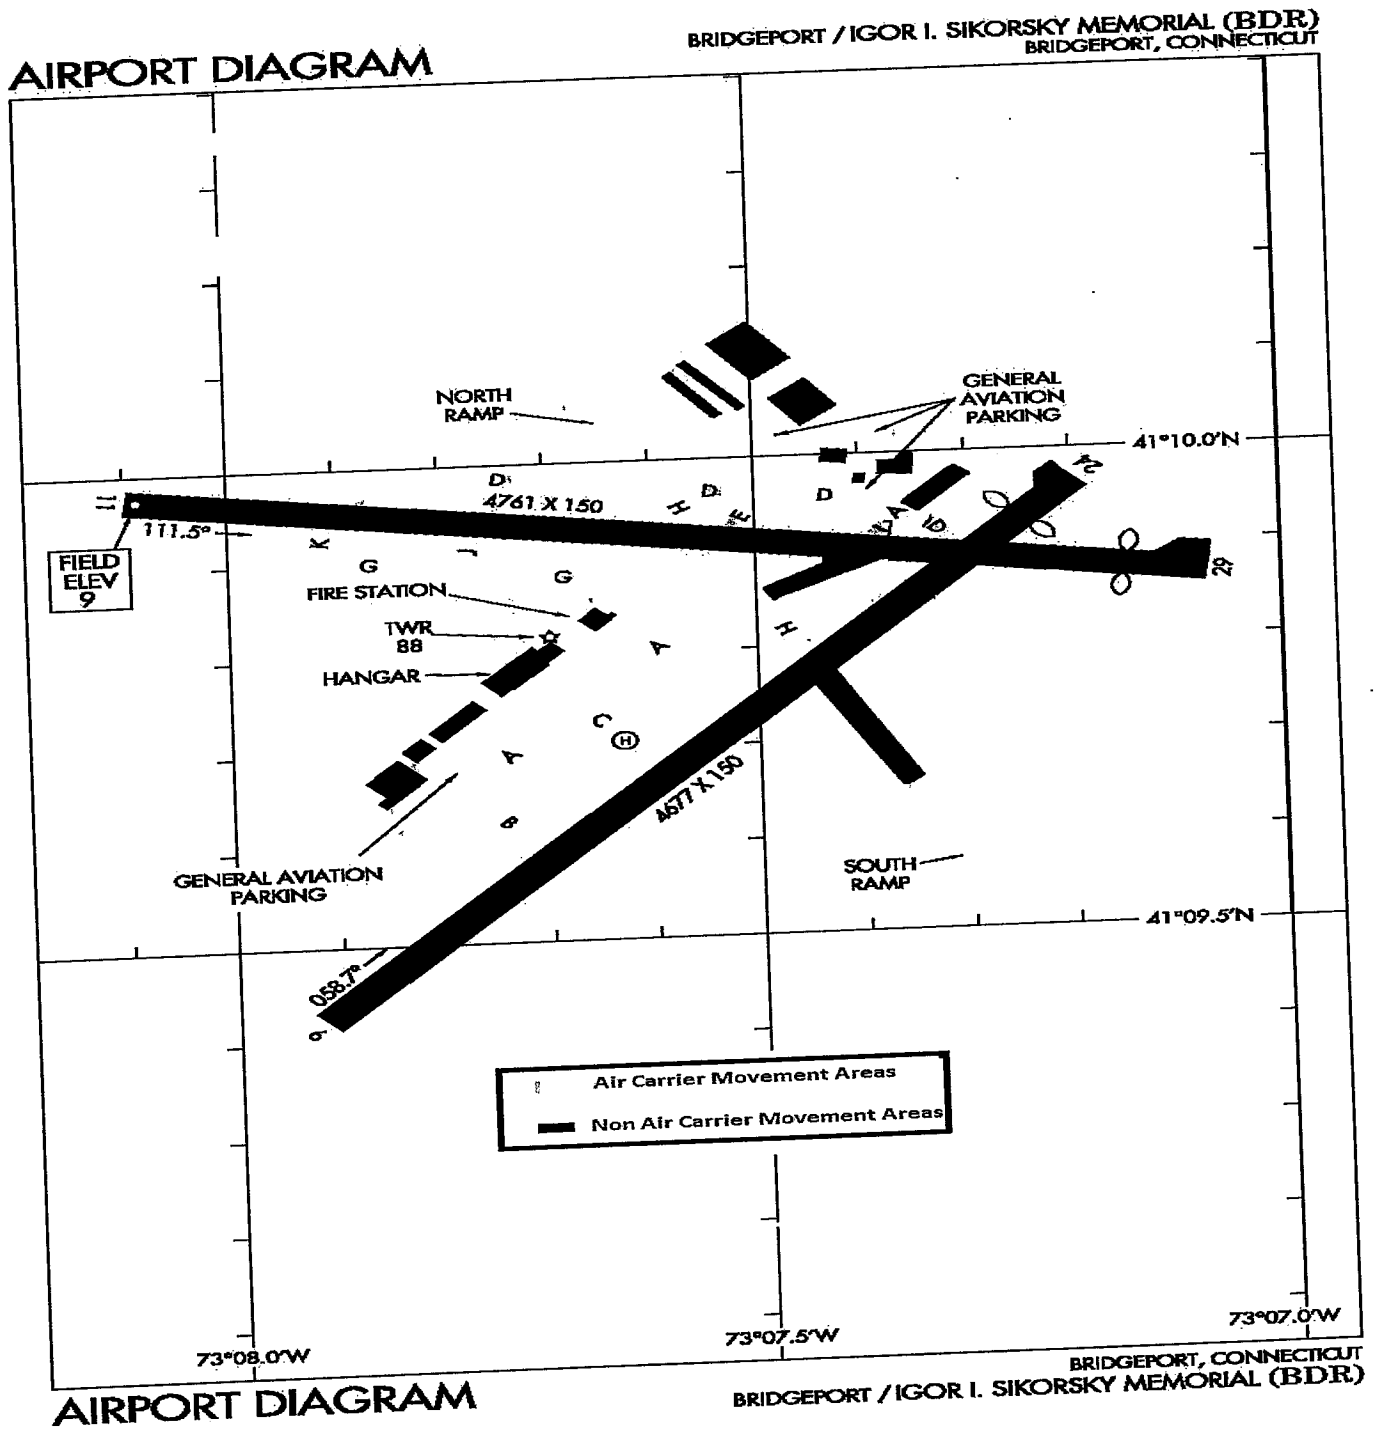 BRIDGEPORT / IGOR I. SIKORSKY MEMORIAL (BDR)
BRIDGEPORT, CONNECTICUT
AIRPORT DIAGRAM
NORTH
RAMP
GENERAL
AVIATION
PARKING
41°10.0'N
24
11
D
4761 X 150
H
D
E
D
L
A
D
111.5°
K
G
J
G
29
FIELD
ELEV
9
FIRE STATION
TWR
88
HANGAR
A
H
C
H
A
B
4677 X 150
GENERAL AVIATION
PARKING
SOUTH
RAMP
41°09.5'N
058.7°
6
Air Carrier Movement Areas
Non Air Carrier Movement Areas
73°08.0'W
73°07.5'W
73°07.0'W
BRIDGEPORT, CONNECTICUT
AIRPORT DIAGRAM
BRIDGEPORT / IGOR I. SIKORSKY MEMORIAL (BDR)